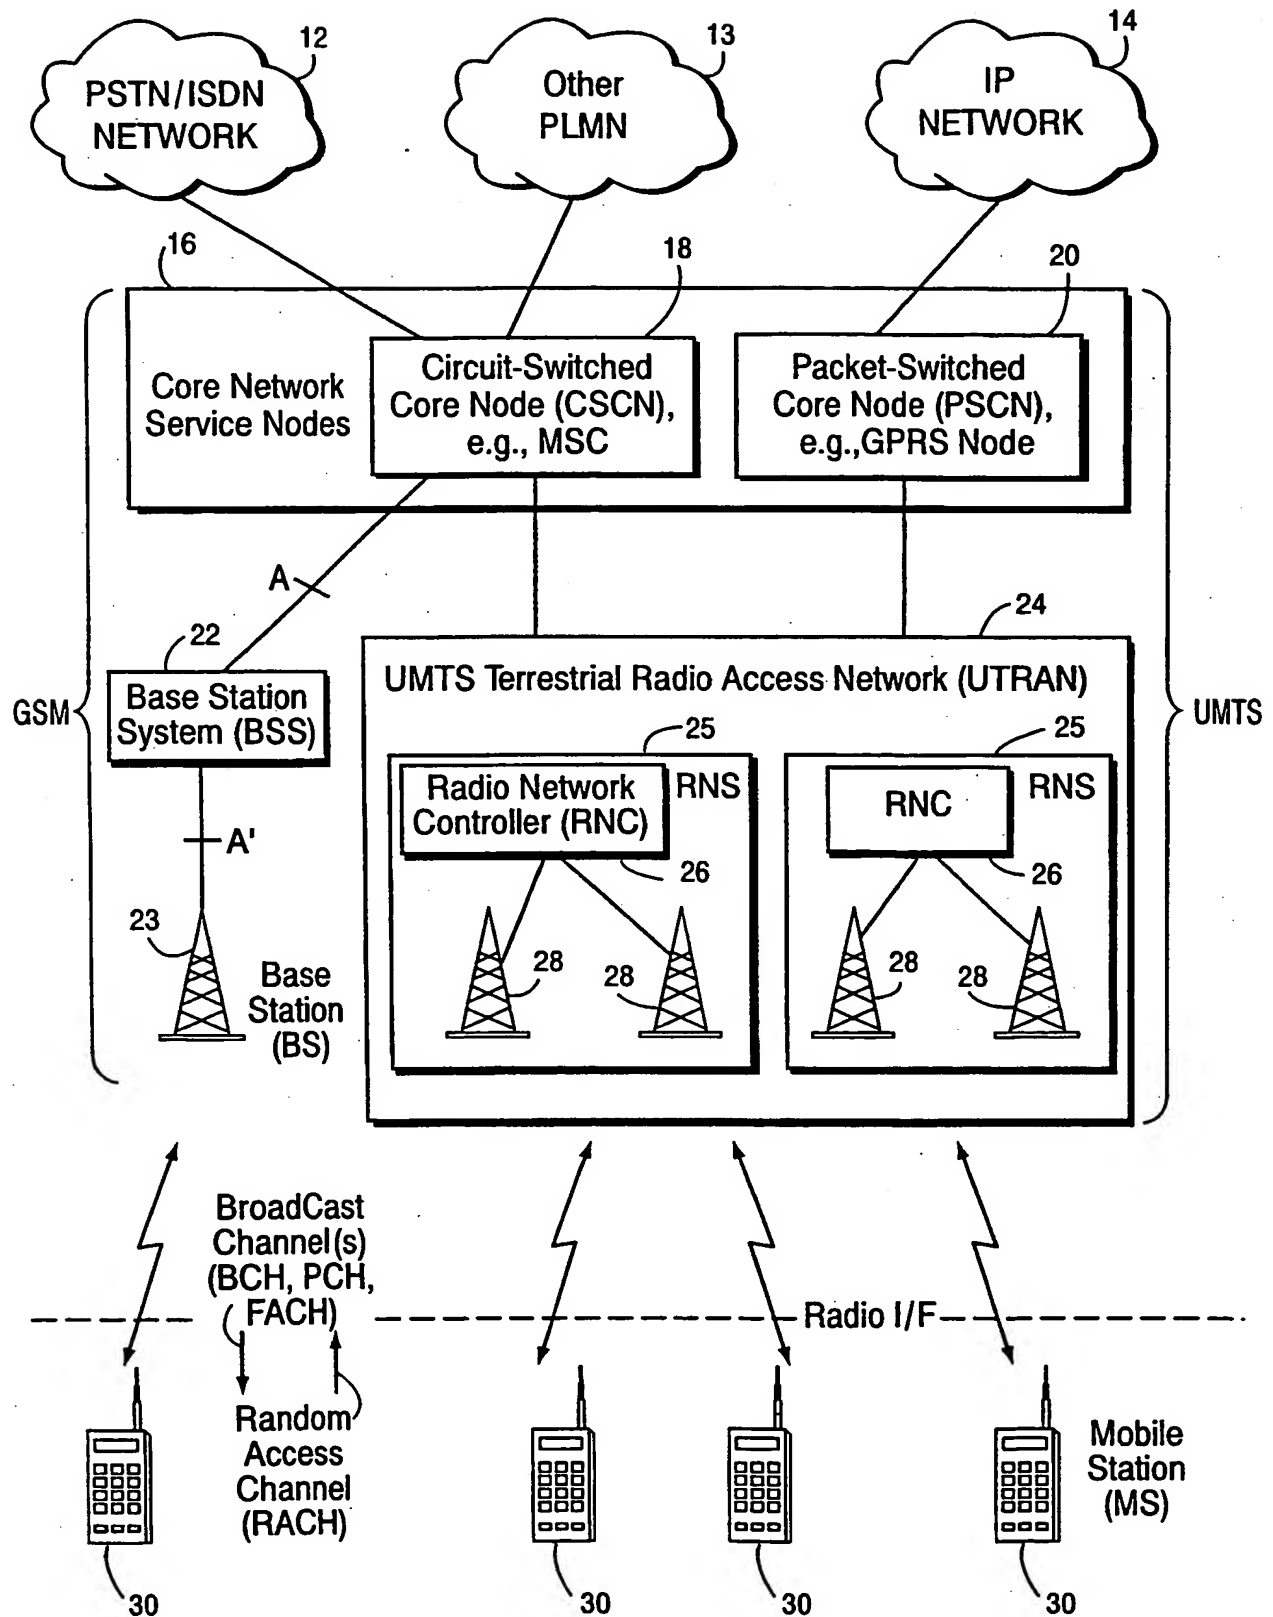 12
13
14
PSTN/ISDN
NETWORK
Other
PLMN
IP
NETWORK
16
18
20
Core Network
Service Nodes
Circuit-Switched
Core Node (CSCN),
e.g., MSC
Packet-Switched
Core Node (PSCN),
e.g.,GPRS Node
A
22
24
GSM
Base Station
System (BSS)
UMTS Terrestrial Radio Access Network (UTRAN)
UMTS
25
25
Radio Network
Controller (RNC)
RNS
RNC
RNS
A'
26
26
23
Base
Station
(BS)
28
28
28
28
BroadCast
Channel(s)
(BCH, PCH,
FACH)
Radio I/F
Random
Access
Channel
(RACH)
Mobile
Station
(MS)
30
30
30
30